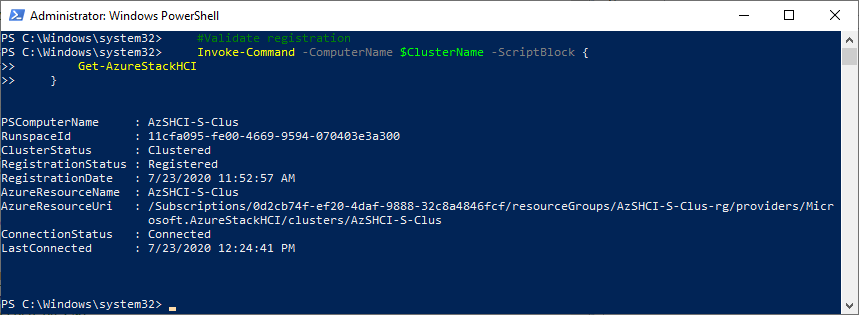 Administrator: Windows PowerShell
PS C:\Windows\system32>     #Validate registration
PS C:\Windows\system32>     Invoke-Command -ComputerName $ClusterName -ScriptBlock {
>>         Get-AzureStackHCI
>>     }
PSComputerName     : AzSHCI-S-Clus
RunspaceId         : 11cfa095-fe00-4669-9594-070403e3a300
ClusterStatus      : Clustered
RegistrationStatus : Registered
RegistrationDate   : 7/23/2020 11:52:57 AM
AzureResourceName  : AzSHCI-S-Clus
AzureResourceUri   : /Subscriptions/0d2cb74f-ef20-4daf-9888-32c8a4846fcf/resourceGroups/AzSHCI-S-Clus-rg/providers/Micr
                     osoft.AzureStackHCI/clusters/AzSHCI-S-Clus
ConnectionStatus   : Connected
LastConnected      : 7/23/2020 12:24:41 PM
PS C:\Windows\system32>